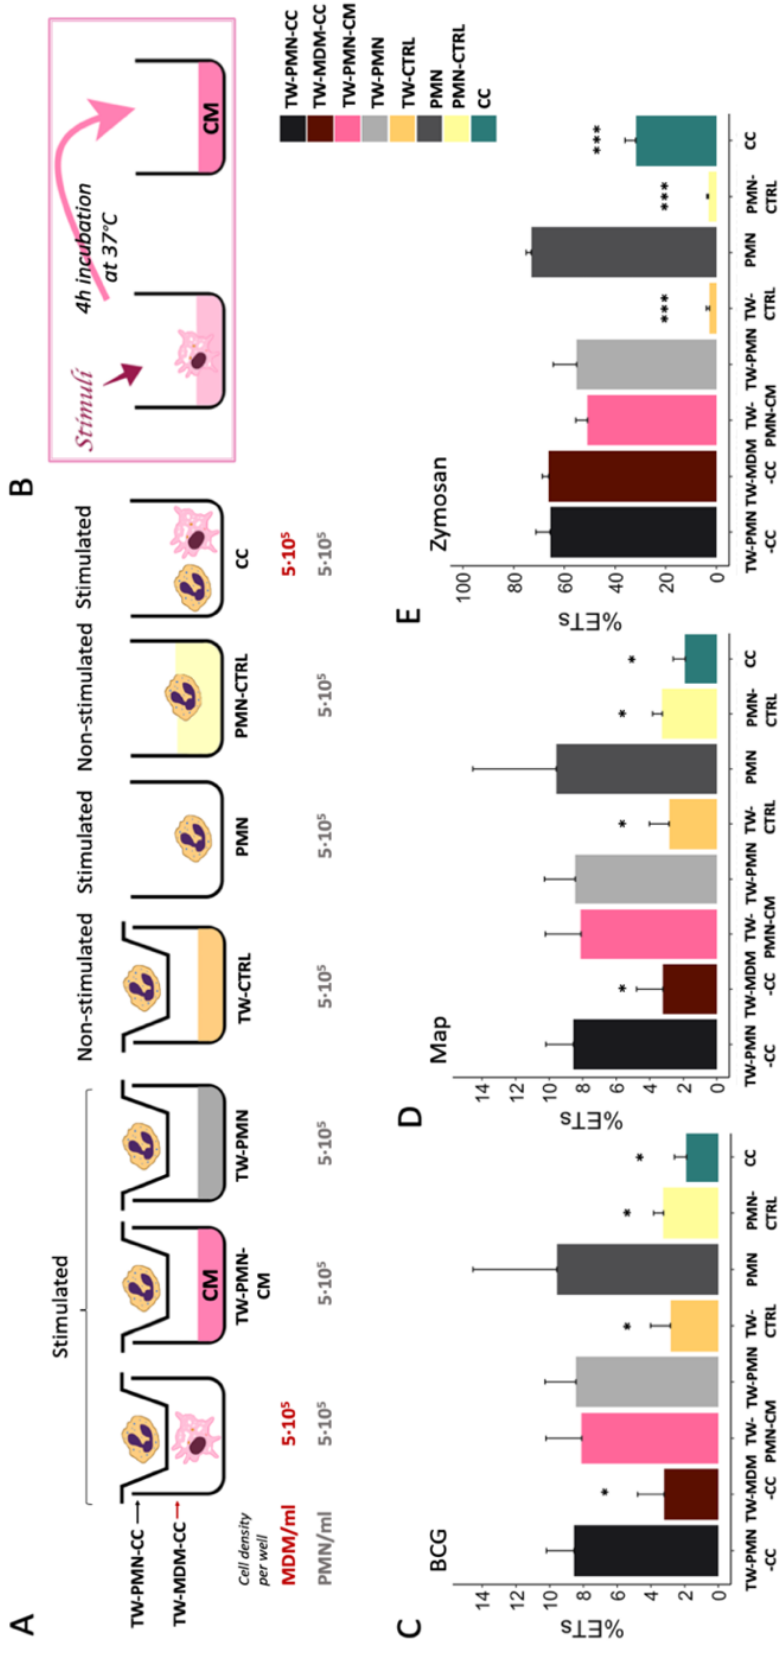 A
Stimulated
Non-stimulated
Stimulated
Non-stimulated
Stimulated
TW-PMN-CC
TW-MDM-CC
CM
TW-PMN-
CM
TW-PMN
TW-CTRL
PMN
PMN-CTRL
CC
Cell density
per well
MDM/ml
5·10⁵
5·10⁵
PMN/ml
5·10⁵
5·10⁵
5·10⁵
5·10⁵
5·10⁵
5·10⁵
5·10⁵
B
Stimuli
4h incubation
at 37°C
CM
TW-PMN-CC
TW-MDM-CC
TW-PMN-CM
TW-PMN
TW-CTRL
PMN
PMN-CTRL
CC
C
BCG
%ETs
14
12
10
8
6
4
2
0
*
*
*
*
TW-PMN
-CC
TW-MDM
-CC
TW-
PMN-CM
TW-PMN
TW-
CTRL
PMN
PMN-
CTRL
CC
D
Map
%ETs
14
12
10
8
6
4
2
0
*
*
*
*
TW-PMN
-CC
TW-MDM
-CC
TW-
PMN-CM
TW-PMN
TW-
CTRL
PMN
PMN-
CTRL
CC
E
Zymosan
%ETs
100
80
60
40
20
0
***
***
***
TW-PMN
-CC
TW-MDM
-CC
TW-
PMN-CM
TW-PMN
TW-
CTRL
PMN
PMN-
CTRL
CC